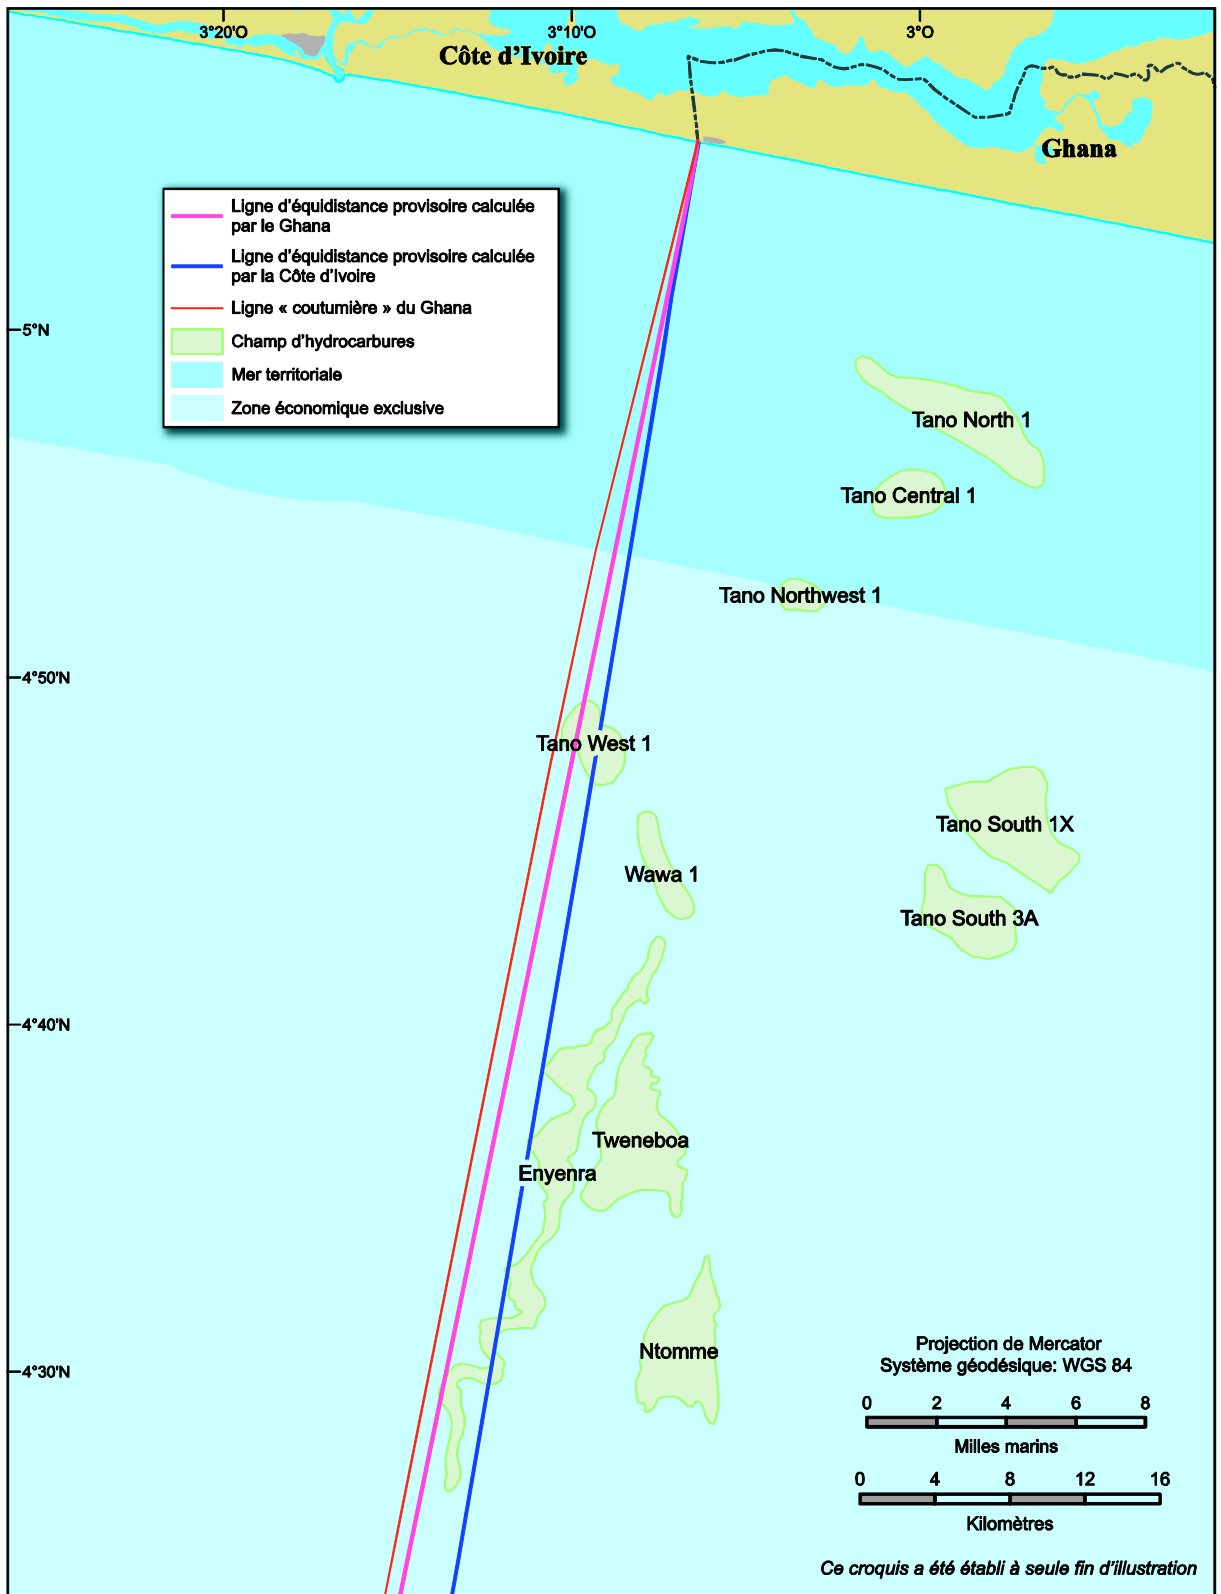 3°20'O
3°10'O
3°O
Côte d'Ivoire
Ghana
Ligne d'équidistance provisoire calculée
par le Ghana
Ligne d'équidistance provisoire calculée
par la Côte d'Ivoire
Ligne « coutumière » du Ghana
Champ d'hydrocarbures
Mer territoriale
Zone économique exclusive
5°N
Tano North 1
Tano Central 1
Tano Northwest 1
4°50'N
Tano West 1
Tano South 1X
Wawa 1
Tano South 3A
4°40'N
Tweneboa
Enyenra
Ntomme
4°30'N
Projection de Mercator
Système géodésique: WGS 84
0 2 4 6 8
Milles marins
0 4 8 12 16
Kilomètres
Ce croquis a été établi à seule fin d'illustration